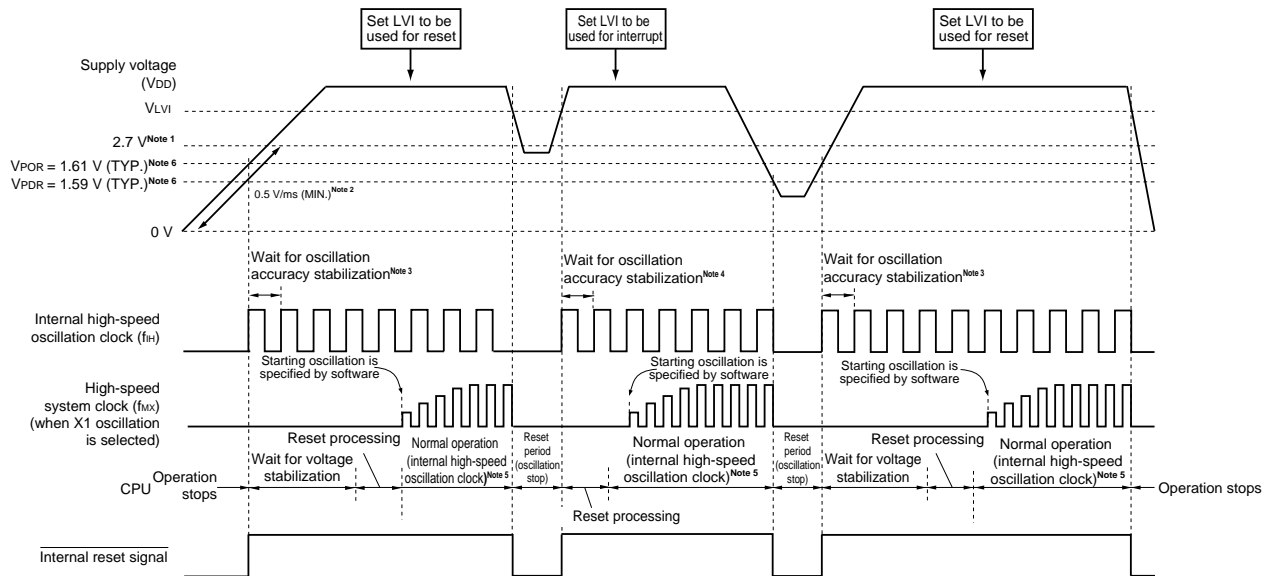 Set LVI to be
used for reset
Set LVI to be
used for interrupt
Set LVI to be
used for reset
Supply voltage
(VDD)
VLVI
2.7 V Note 1
VPOR = 1.61 V (TYP.) Note 6
VPDR = 1.59 V (TYP.) Note 6
0.5 V/ms (MIN.) Note 2
0 V
Wait for oscillation
accuracy stabilization Note 3
Wait for oscillation
accuracy stabilization Note 4
Wait for oscillation
accuracy stabilization Note 3
Internal high-speed
oscillation clock (fIH)
Starting oscillation is
specified by software
Starting oscillation is
specified by software
Starting oscillation is
specified by software
High-speed
system clock (fMX)
(when X1 oscillation
is selected)
Reset processing
Wait for voltage
stabilization
Normal operation
(internal high-speed
oscillation clock) Note 5
Reset
period
(oscillation
stop)
Normal operation
(internal high-speed
oscillation clock) Note 5
Reset
period
(oscillation
stop)
Reset processing
Wait for voltage
stabilization
Normal operation
(internal high-speed
oscillation clock) Note 5
CPU
Operation
stops
Operation stops
Reset processing
Internal reset signal